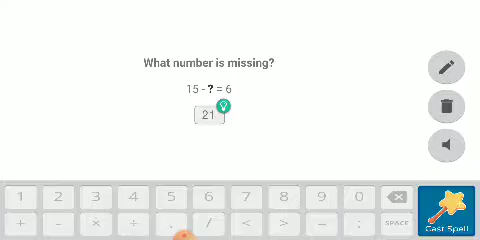 What number is missing?
15 - ? = 6
21
1 2 3 4 5 6 7 8 9 0
+ - × ÷ . / < > = : SPACE
Cast Spell